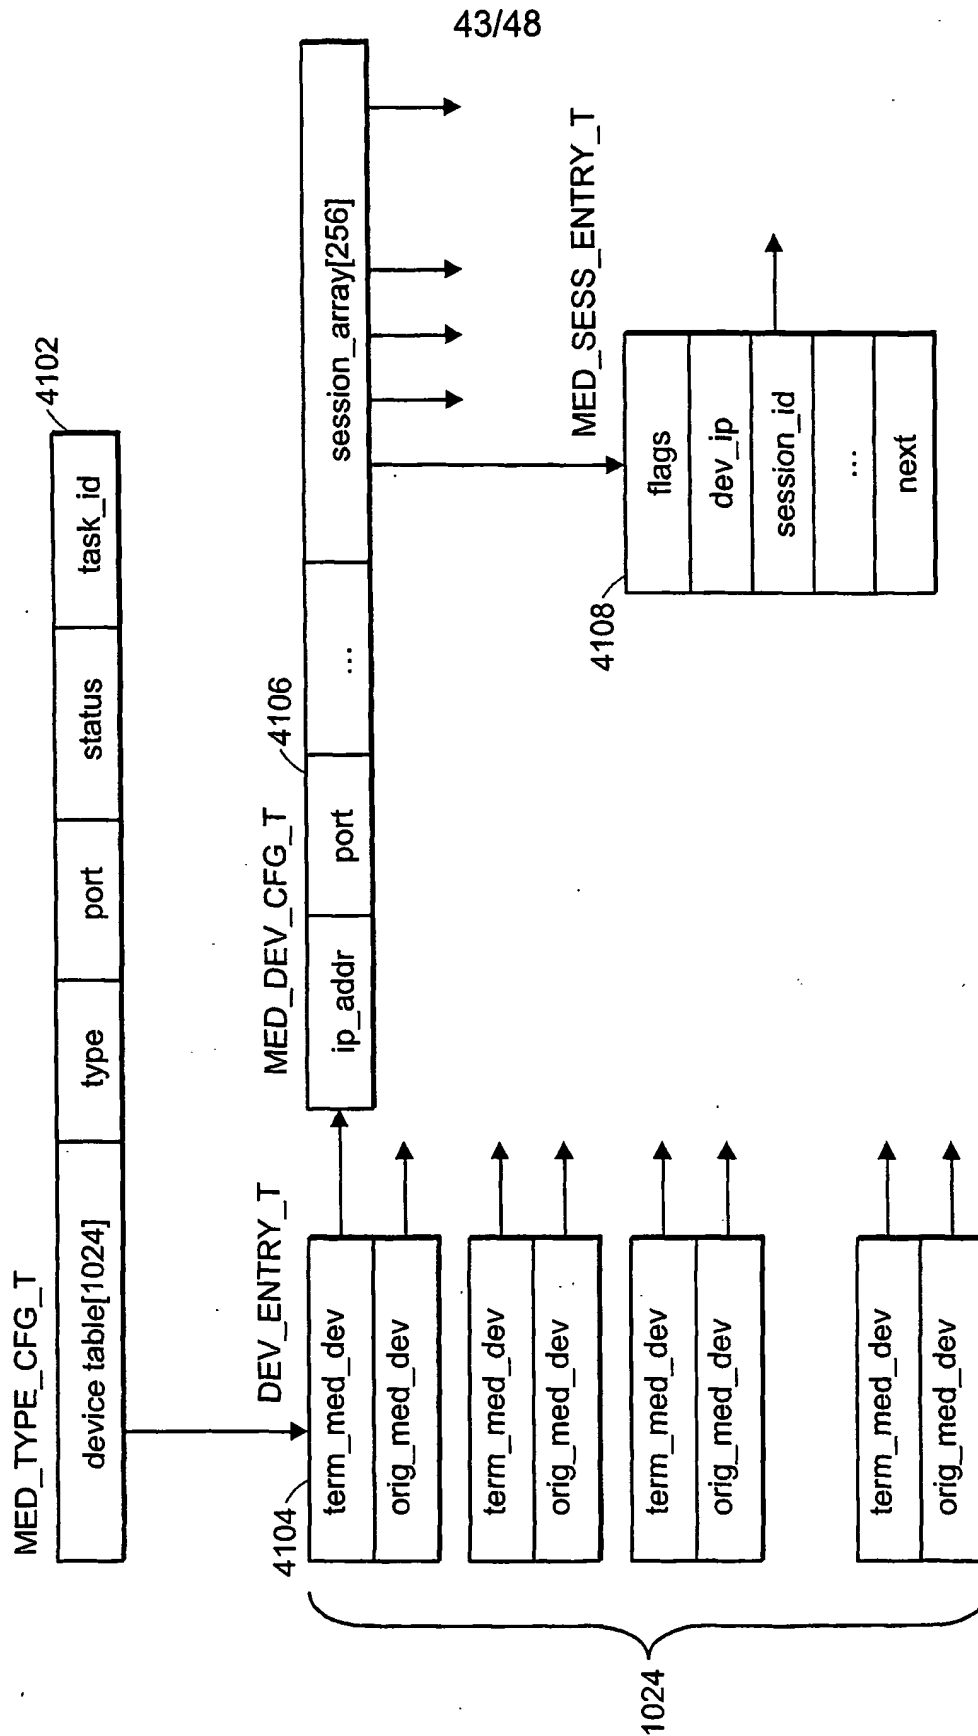 43/48
MED_TYPE_CFG_T
4102
device table[1024]
type
port
status
task_id
DEV_ENTRY_T
4104
term_med_dev
orig_med_dev
term_med_dev
orig_med_dev
term_med_dev
orig_med_dev
term_med_dev
orig_med_dev
1024
MED_DEV_CFG_T
4106
ip_addr
port
...
session_array[256]
MED_SESS_ENTRY_T
4108
flags
dev_ip
session_id
...
next